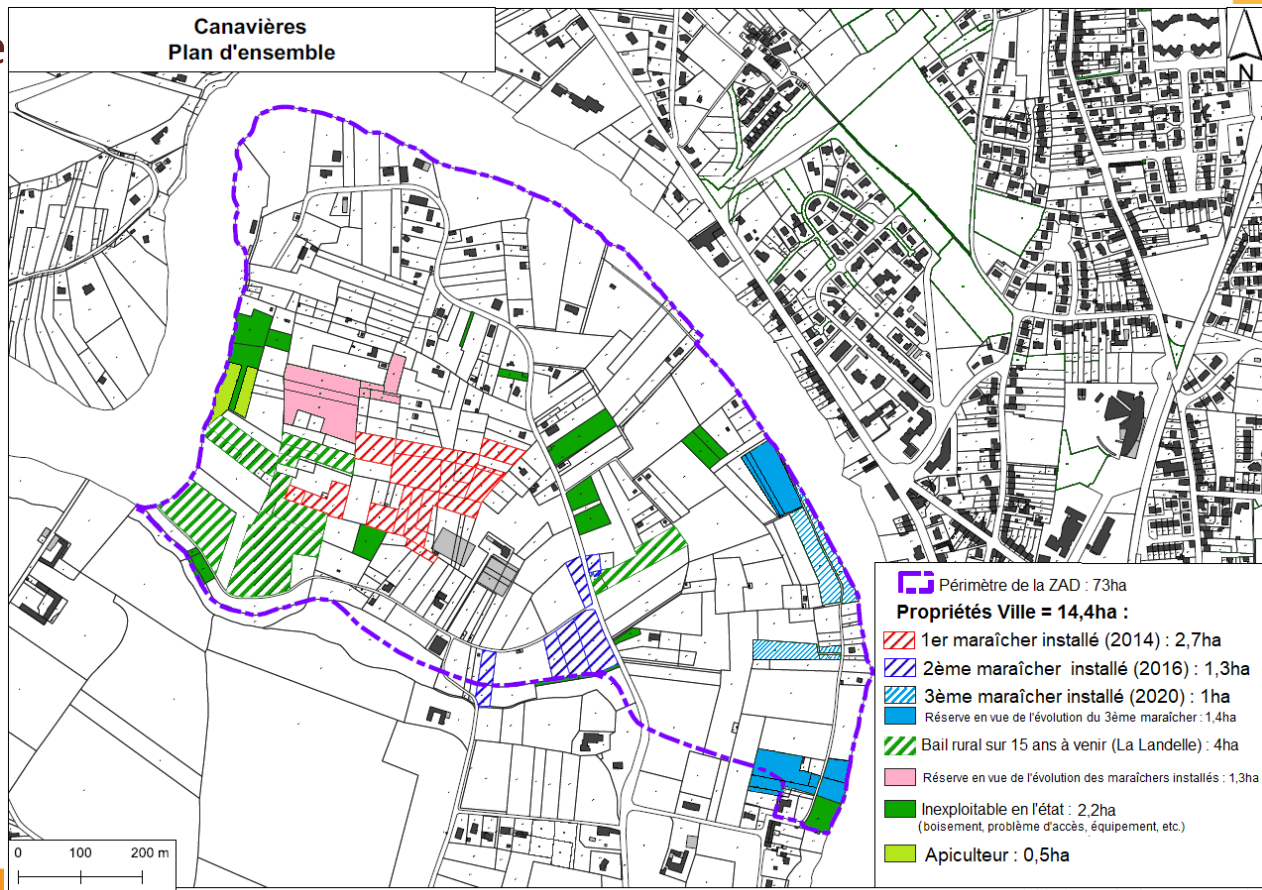 e
Canavières
Plan d'ensemble
N
Périmètre de la ZAD : 73ha
Propriétés Ville = 14,4ha :
1er maraîcher installé (2014) : 2,7ha
2ème maraîcher installé (2016) : 1,3ha
3ème maraîcher installé (2020) : 1ha
Réserve en vue de l'évolution du 3ème maraîcher : 1,4ha
Bail rural sur 15 ans à venir (La Landelle) : 4ha
Réserve en vue de l'évolution des maraîchers installés : 1,3ha
Inexploitable en l'état : 2,2ha
(boisement, problème d'accès, équipement, etc.)
Apiculteur : 0,5ha
0 100 200 m